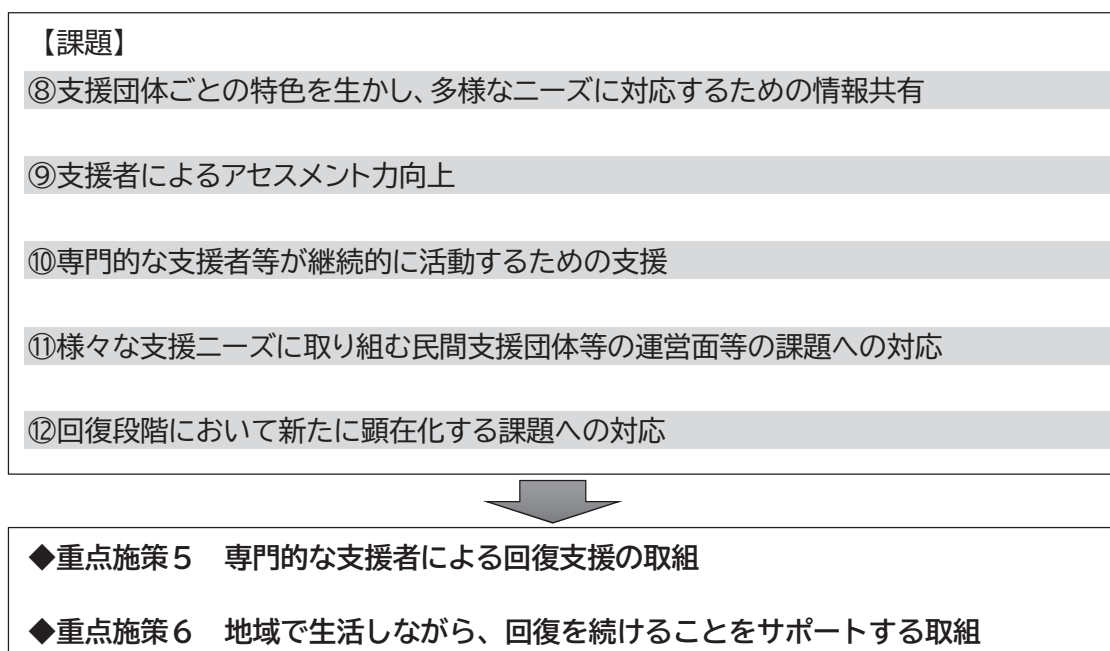 【課題】
⑧支援団体ごとの特色を生かし、多様なニーズに対応するための情報共有
⑨支援者によるアセスメント力向上
⑩専門的な支援者等が継続的に活動するための支援
⑪様々な支援ニーズに取り組む民間支援団体等の運営面等の課題への対応
⑫回復段階において新たに顕在化する課題への対応
◆重点施策５　専門的な支援者による回復支援の取組
◆重点施策６　地域で生活しながら、回復を続けることをサポートする取組